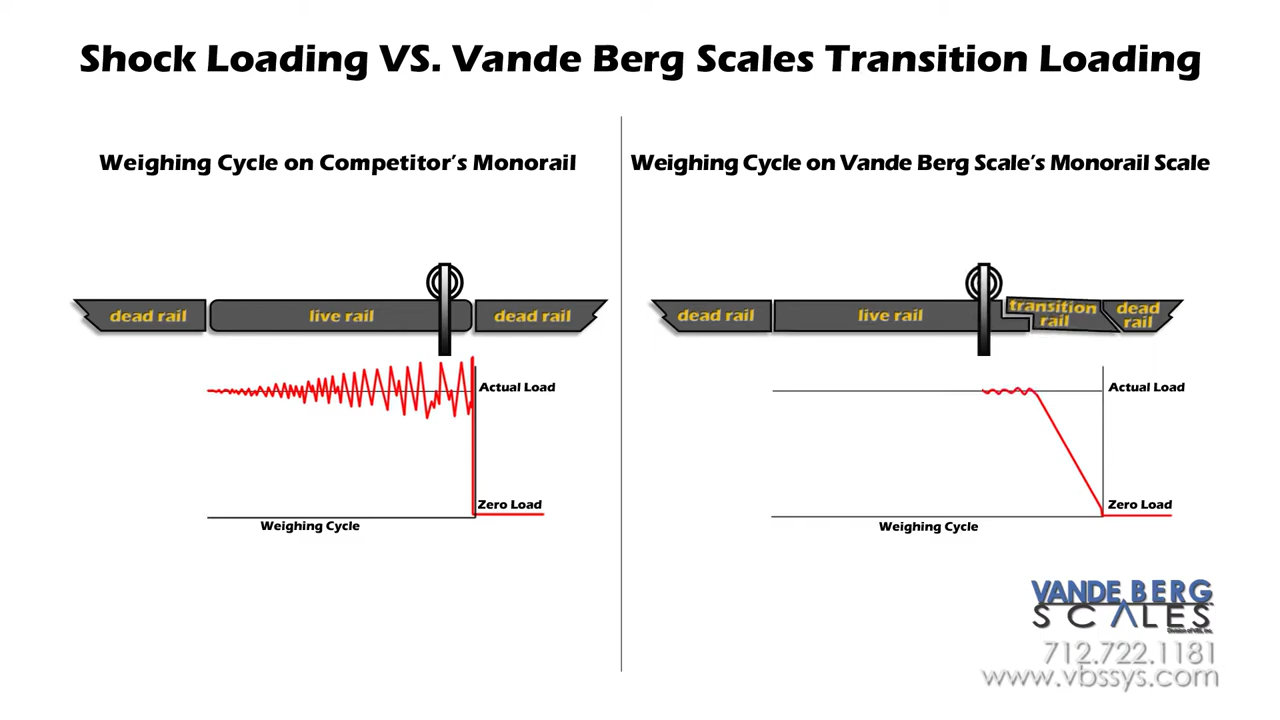 Shock Loading VS. Vande Berg Scales Transition Loading
Weighing Cycle on Competitor's Monorail
dead rail
live rail
dead rail
Actual Load
Zero Load
Weighing Cycle
Weighing Cycle on Vande Berg Scale's Monorail Scale
dead rail
live rail
transition
rail
dead
rail
Actual Load
Zero Load
Weighing Cycle
VANDE BERG
SCALES
712.722.1181
www.vbssys.com